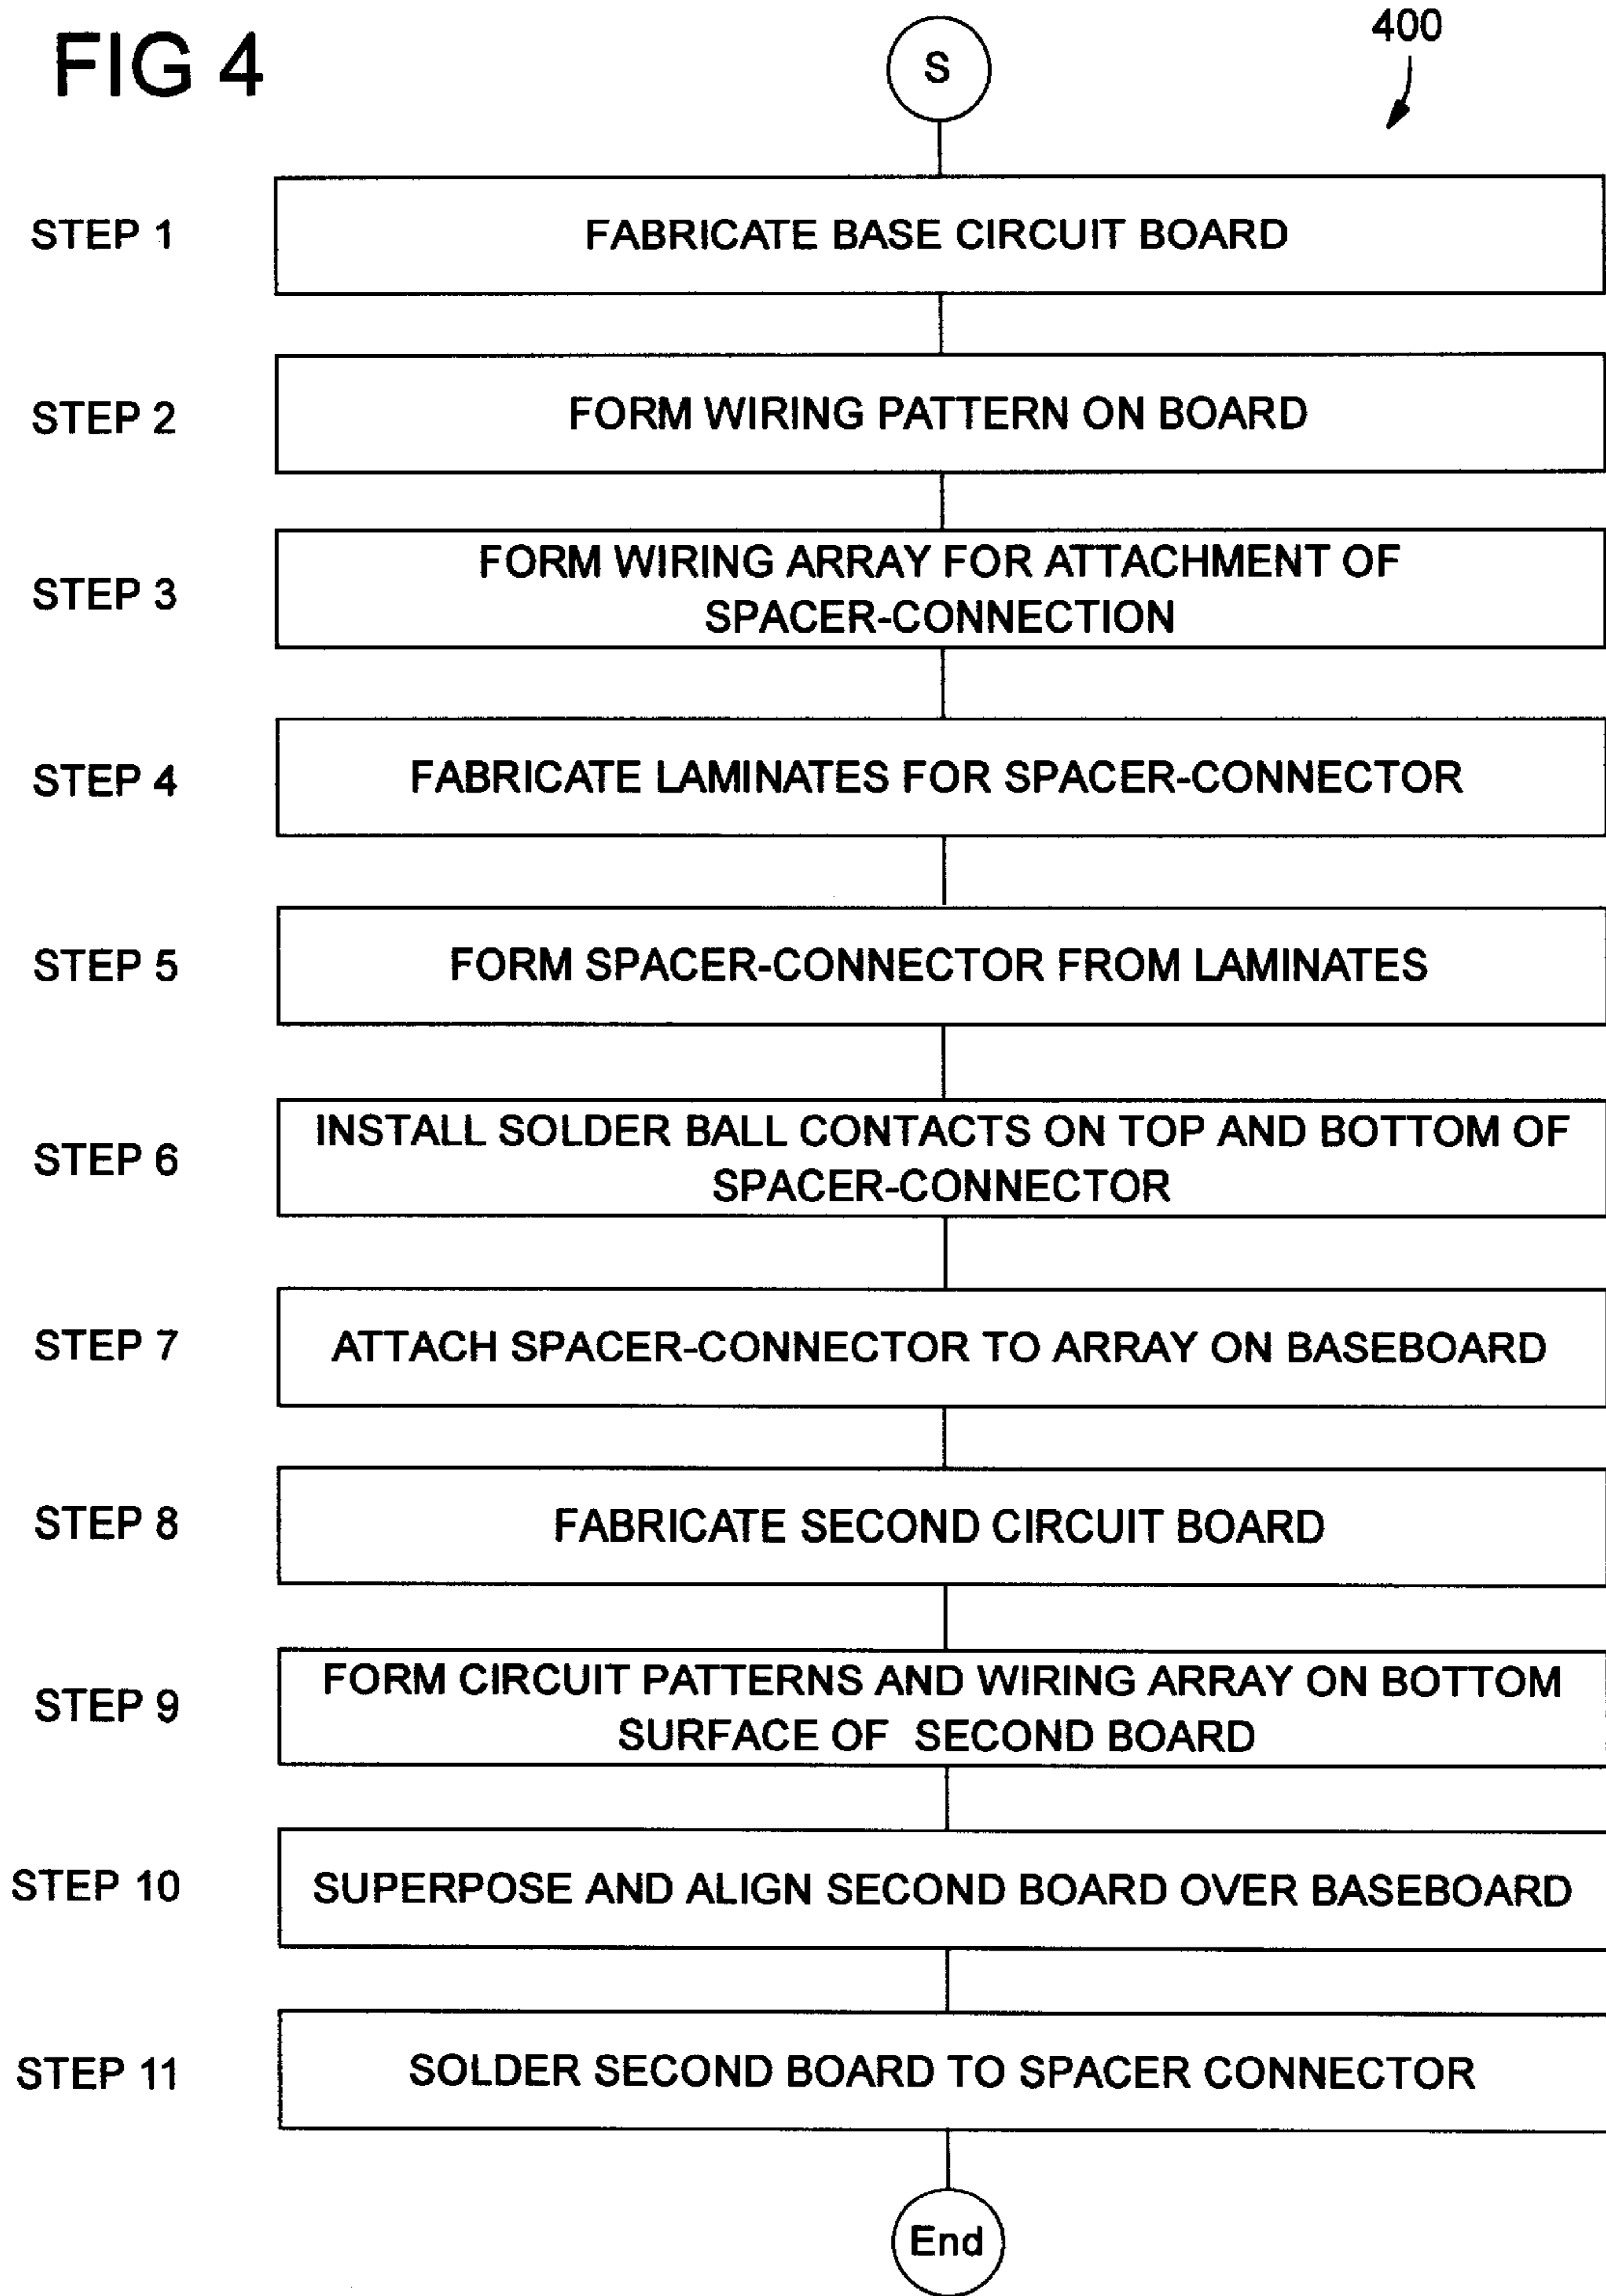 FIG 4
400
S
STEP 1
FABRICATE BASE CIRCUIT BOARD
STEP 2
FORM WIRING PATTERN ON BOARD
STEP 3
FORM WIRING ARRAY FOR ATTACHMENT OF
SPACER-CONNECTION
STEP 4
FABRICATE LAMINATES FOR SPACER-CONNECTOR
STEP 5
FORM SPACER-CONNECTOR FROM LAMINATES
STEP 6
INSTALL SOLDER BALL CONTACTS ON TOP AND BOTTOM OF
SPACER-CONNECTOR
STEP 7
ATTACH SPACER-CONNECTOR TO ARRAY ON BASEBOARD
STEP 8
FABRICATE SECOND CIRCUIT BOARD
STEP 9
FORM CIRCUIT PATTERNS AND WIRING ARRAY ON BOTTOM
SURFACE OF SECOND BOARD
STEP 10
SUPERPOSE AND ALIGN SECOND BOARD OVER BASEBOARD
STEP 11
SOLDER SECOND BOARD TO SPACER CONNECTOR
End